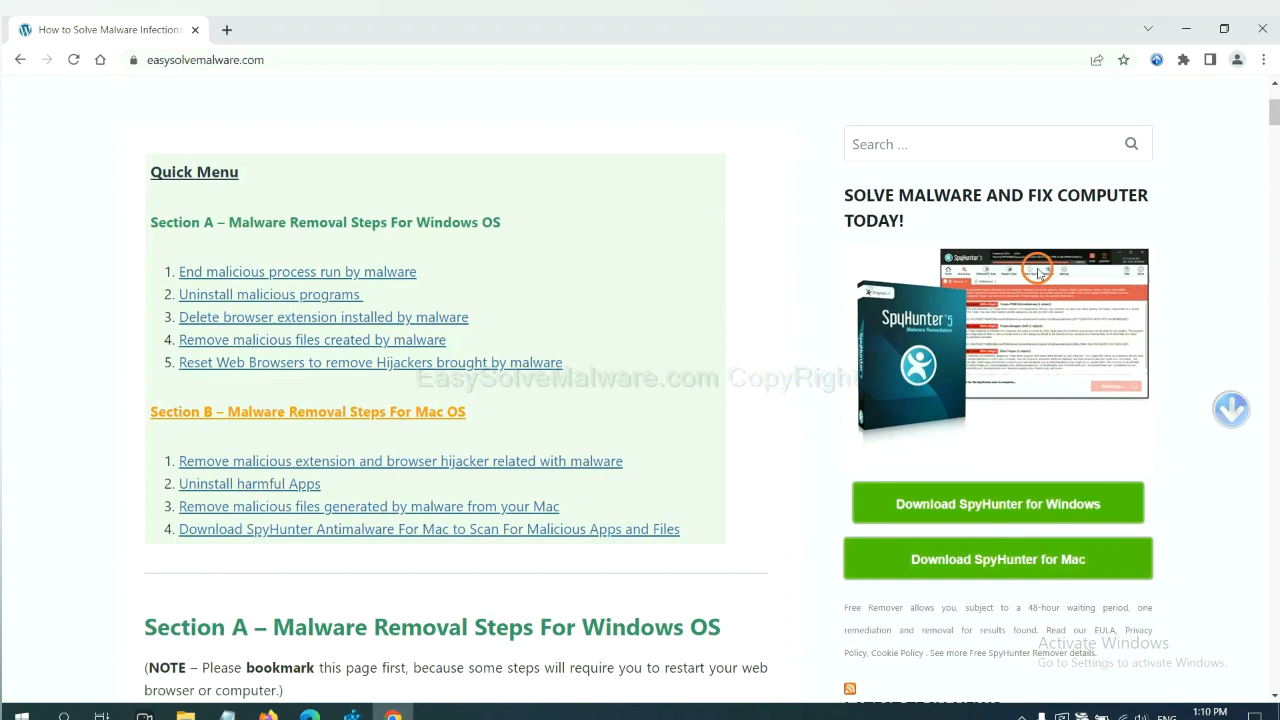 How to Solve Malware Infections
easysolvemalware.com
Quick Menu
Section A – Malware Removal Steps For Windows OS
1. End malicious process run by malware
2. Uninstall malicious programs
3. Delete browser extension installed by malware
4. Remove malicious files created by malware
5. Reset Web Browser to Remove Hijackers brought by malware
Section B – Malware Removal Steps For Mac OS
1. Remove malicious extension and browser hijacker related with malware
2. Uninstall harmful Apps
3. Remove malicious files generated by malware from your Mac
4. Download SpyHunter Antimalware For Mac to Scan For Malicious Apps and Files
Section A – Malware Removal Steps For Windows OS
(NOTE – Please bookmark this page first, because some steps will require you to restart your web
browser or computer.)
Search ...
SOLVE MALWARE AND FIX COMPUTER
TODAY!
SpyHunter 5
SpyHunter 5
Malware Remediation
Download SpyHunter for Windows
Download SpyHunter for Mac
Free Remover allows you, subject to a 48-hour waiting period, one
remediation and removal for results found. Read our EULA, Privacy
Policy, Cookie Policy . See more Free SpyHunter Remover details.
Activate Windows
Go to Settings to activate Windows.
ENG
1:10 PM